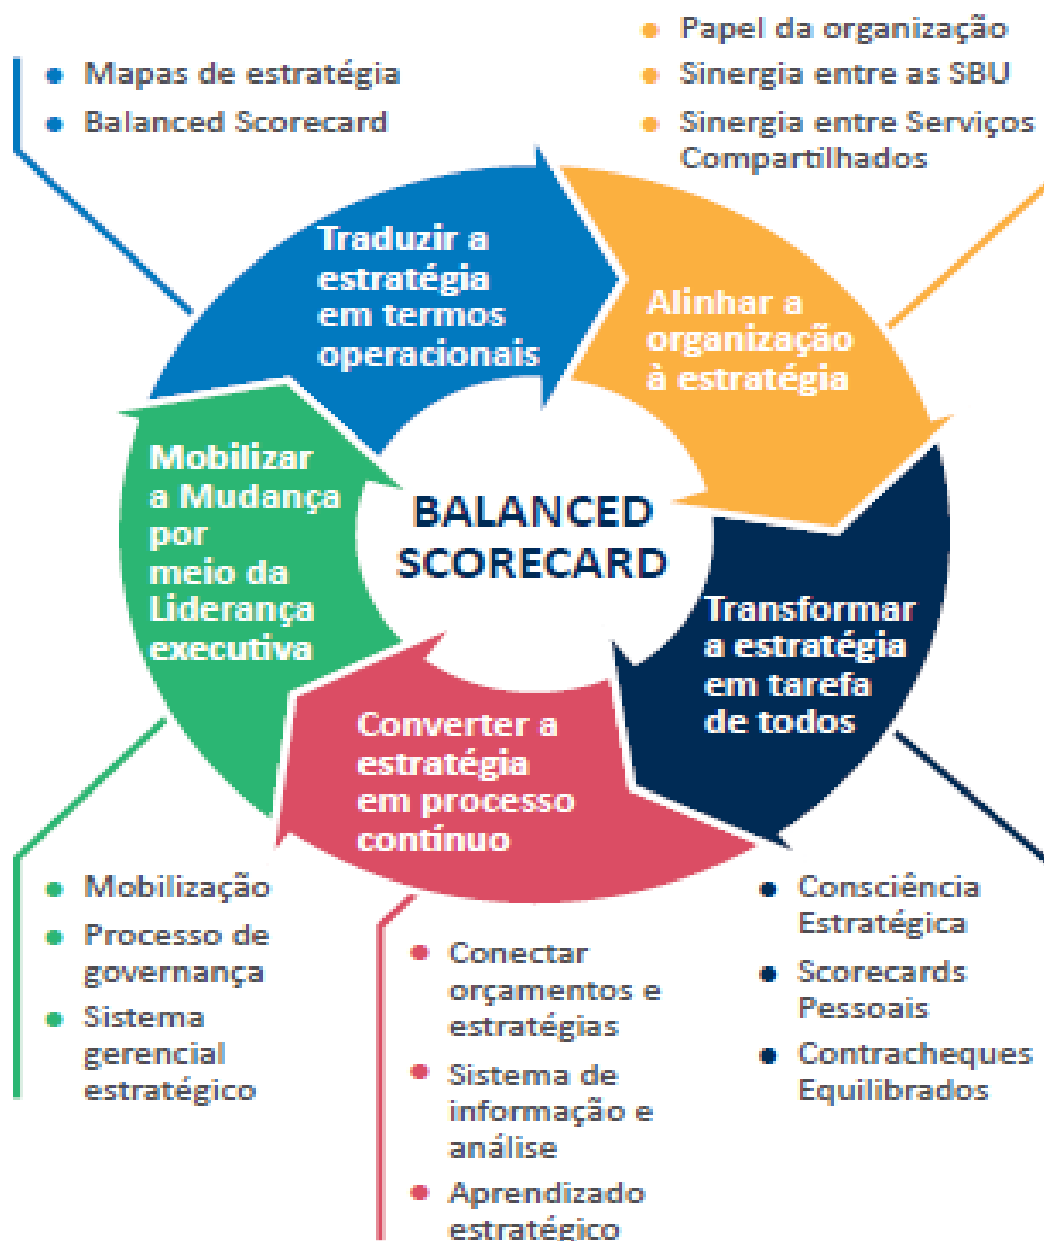 Mapas de estratégia
Balanced Scorecard
Papel da organização
Sinergia entre as SBU
Sinergia entre Serviços
Compartilhados
Traduzir a
estratégia
em termos
operacionais
Alinhar a
organização
à estratégia
Mobilizar
a Mudança
por
meio da
Liderança
executiva
BALANCED
SCORECARD
Transformar
a estratégia
em tarefa
de todos
Converter a
estratégia
em processo
contínuo
Mobilização
Processo de
governança
Sistema
gerencial
estratégico
Conectar
orçamentos e
estratégias
Sistema de
informação e
análise
Aprendizado
estratégico
Consciência
Estratégica
Scorecards
Pessoais
Contracheques
Equilibrados